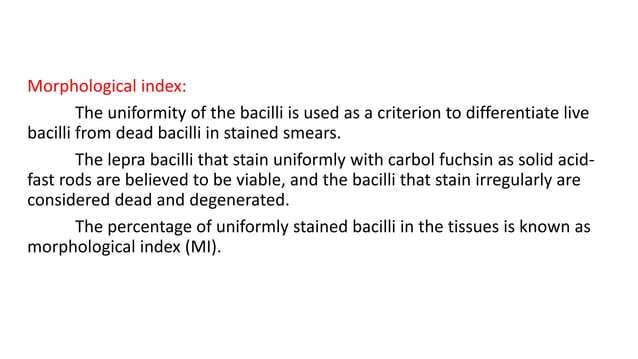 Morphological index:
The uniformity of the bacilli is used as a criterion to differentiate live
bacilli from dead bacilli in stained smears.
The lepra bacilli that stain uniformly with carbol fuchsin as solid acid-
fast rods are believed to be viable, and the bacilli that stain irregularly are
considered dead and degenerated.
The percentage of uniformly stained bacilli in the tissues is known as
morphological index (MI).